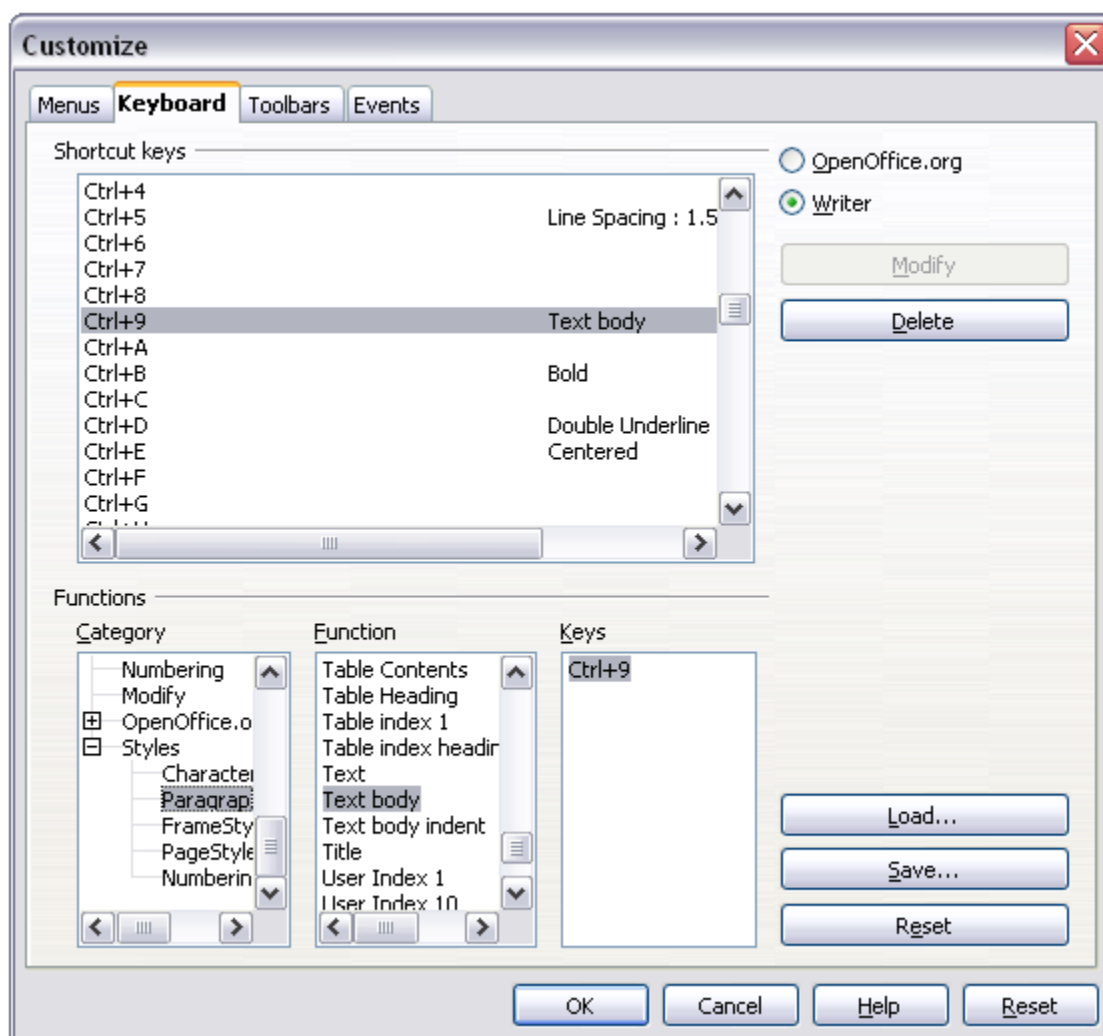 Customize
Menus Keyboard Toolbars Events
Shortcut keys
Ctrl+4
Ctrl+5 Line Spacing : 1.5
Ctrl+6
Ctrl+7
Ctrl+8
Ctrl+9 Text body
Ctrl+A
Ctrl+B Bold
Ctrl+C
Ctrl+D Double Underline
Ctrl+E Centered
Ctrl+F
Ctrl+G
OpenOffice.org
Writer
Modify
Delete
Functions
Category
Numbering
Modify
OpenOffice.o
Styles
Character
Paragrap
FrameSty
PageStyle
Numberin
Function
Table Contents
Table Heading
Table index 1
Table index headin
Text
Text body
Text body indent
Title
User Index 1
User Index 10
Keys
Ctrl+9
Load...
Save...
Reset
OK Cancel Help Reset